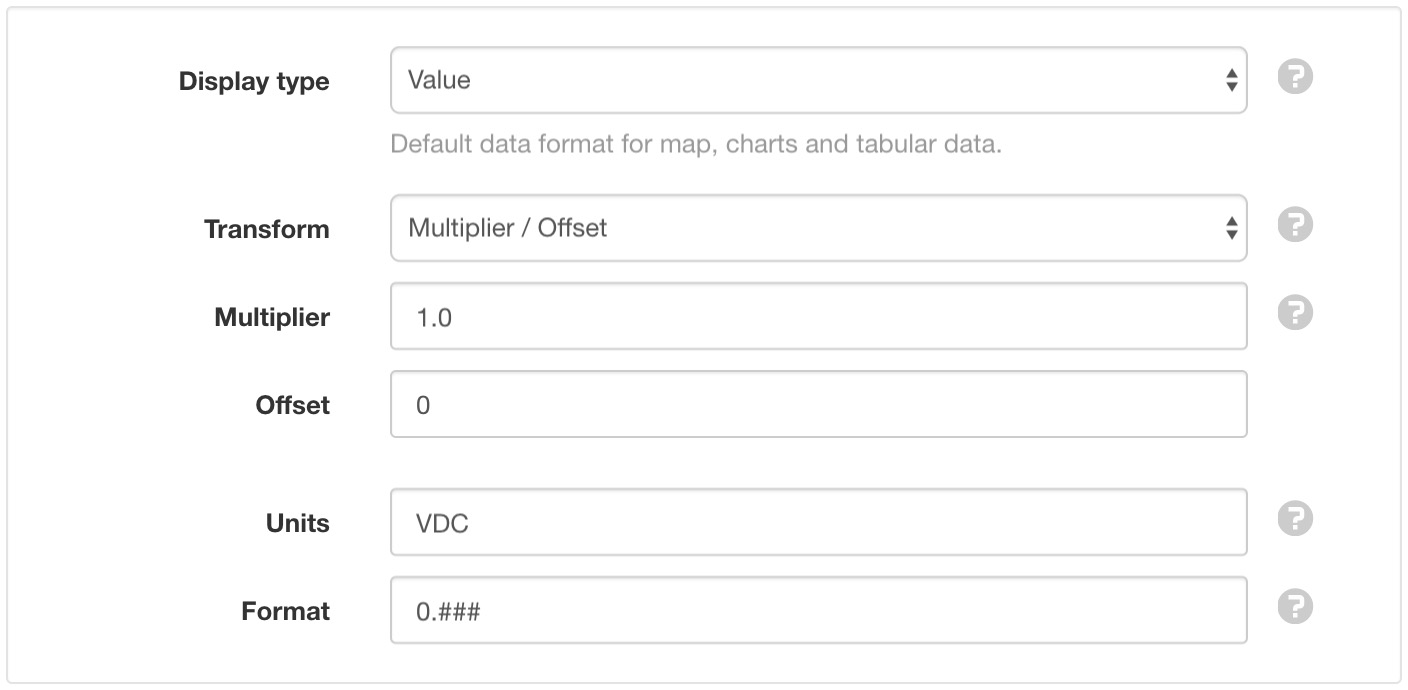 Display type
Value
?
Default data format for map, charts and tabular data.
Transform
Multiplier / Offset
?
Multiplier
1.0
?
Offset
0
Units
VDC
?
Format
0.###
?